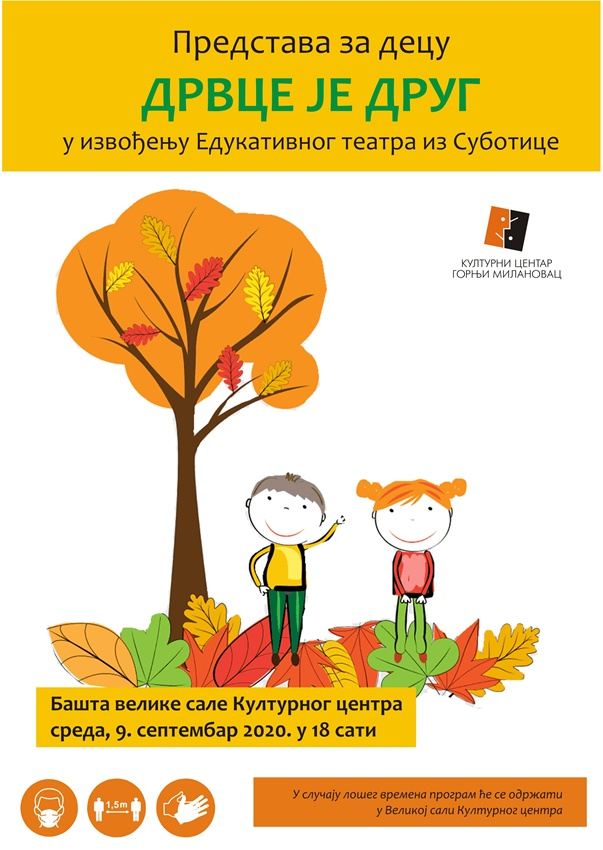 Представа за децу
ДРВЦЕ ЈЕ ДРУГ
у извођењу Едукативног театра из Суботице
КУЛТУРНИ ЦЕНТАР
ГОРЊИ МИЛАНОВАЦ
Башта велике сале Културног центра
среда, 9. септембар 2020. у 18 сати
1,5m
У случају лошег времена програм ће се одржати
у Великој сали Културног центра